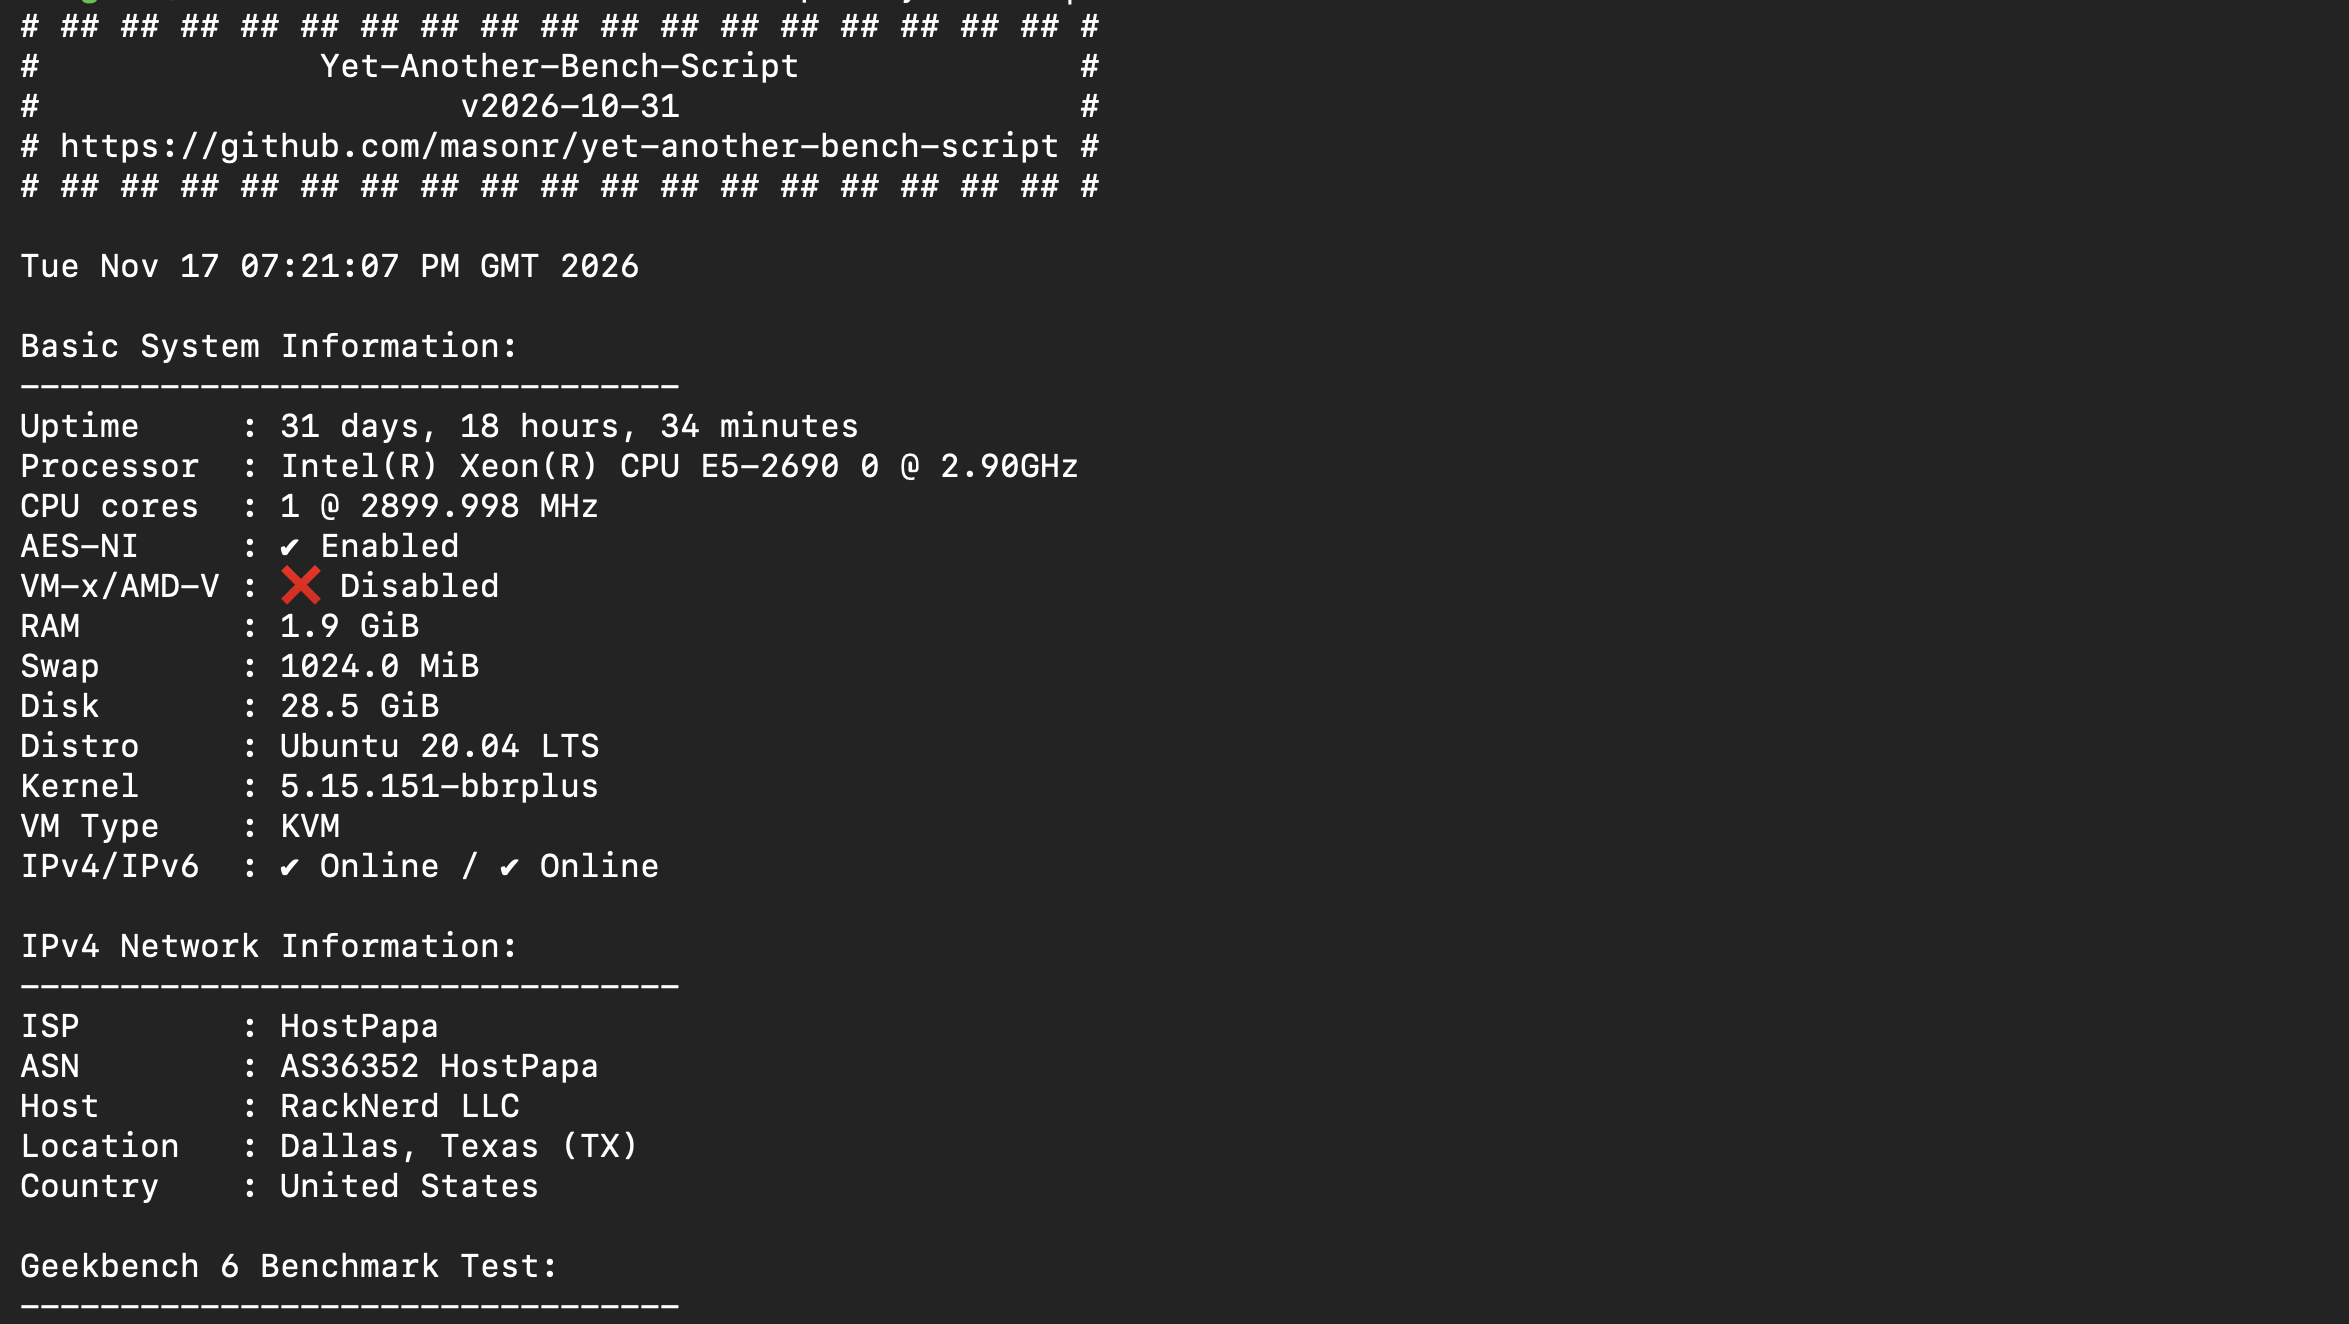 # ## ## ## ## ## ## ## ## ## ## ## ## ## ## ## ## ## #
#              Yet-Another-Bench-Script              #
#                     v2026-10-31                    #
# https://github.com/masonr/yet-another-bench-script #
# ## ## ## ## ## ## ## ## ## ## ## ## ## ## ## ## ## #

Tue Nov 17 07:21:07 PM GMT 2026

Basic System Information:
---------------------------------
Uptime     : 31 days, 18 hours, 34 minutes
Processor  : Intel(R) Xeon(R) CPU E5-2690 0 @ 2.90GHz
CPU cores  : 1 @ 2899.998 MHz
AES-NI     : ✔ Enabled
VM-x/AMD-V : ❌ Disabled
RAM        : 1.9 GiB
Swap       : 1024.0 MiB
Disk       : 28.5 GiB
Distro     : Ubuntu 20.04 LTS
Kernel     : 5.15.151-bbrplus
VM Type    : KVM
IPv4/IPv6  : ✔ Online / ✔ Online

IPv4 Network Information:
---------------------------------
ISP        : HostPapa
ASN        : AS36352 HostPapa
Host       : RackNerd LLC
Location   : Dallas, Texas (TX)
Country    : United States

Geekbench 6 Benchmark Test:
---------------------------------